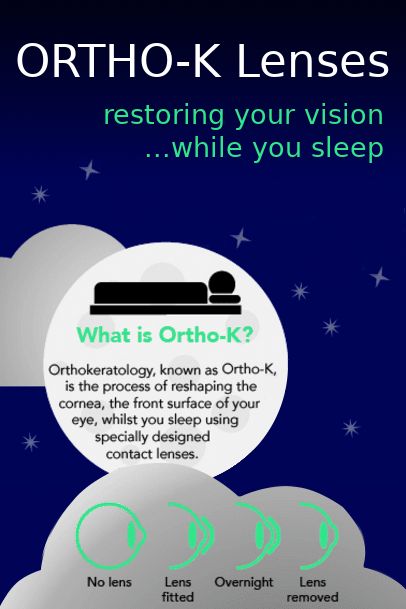 ORTHO-K Lenses
restoring your vision
...while you sleep
What is Ortho-K?
Orthokeratology, known as Ortho-K,
is the process of reshaping the
cornea, the front surface of your
eye, whilst you sleep using
specially designed
contact lenses.
No lens
Lens fitted
Overnight
Lens removed